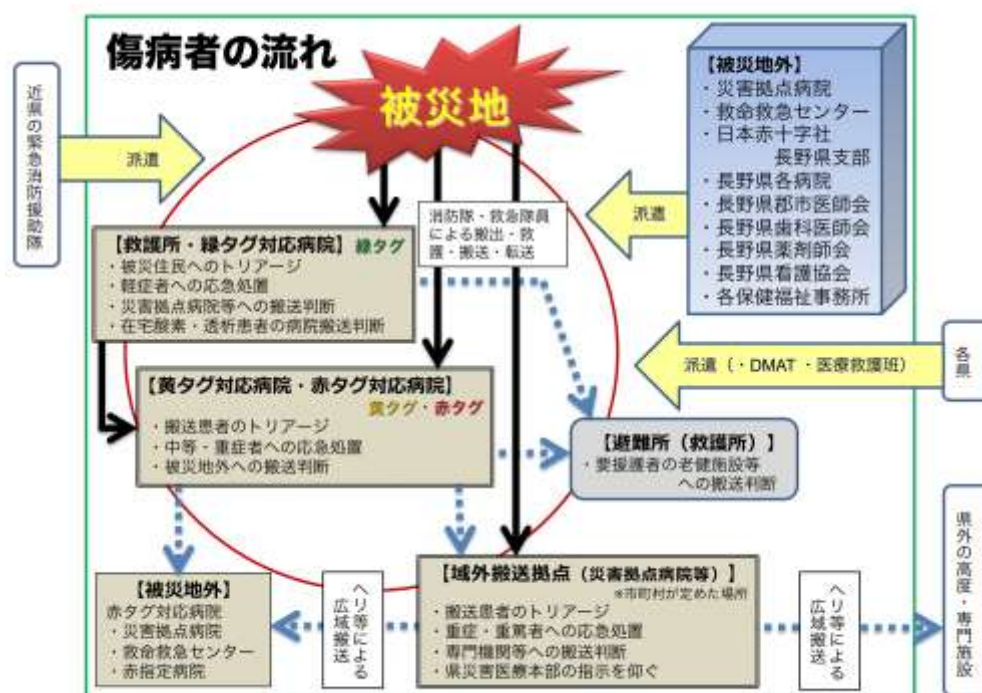 傷病者の流れ
被災地
近県の緊急消防援助隊
派遣
【被災地外】
・災害拠点病院
・救命救急センター
・日本赤十字社
長野県支部
・長野県各病院
・長野県郡市医師会
・長野県歯科医師会
・長野県薬剤師会
・長野県看護協会
・各保健福祉事務所
派遣
消防隊・救急隊員
による搬出・救
護・搬送・転送
【救護所・緑タグ対応病院】緑タグ
・被災住民へのトリアージ
・軽症者への応急処置
・災害拠点病院等への搬送判断
・在宅酸素・透析患者の病院搬送判断
各県
派遣（・DMAT ・医療救護班）
【黄タグ対応病院・赤タグ対応病院】
黄タグ・赤タグ
・搬送患者のトリアージ
・中等・重症者への応急処置
・被災地外への搬送判断
【避難所（救護所）】
・要援護者の老健施設等
への搬送判断
【被災地外】
赤タグ対応病院
・災害拠点病院
・救命救急センター
・赤指定病院
ヘリ等による
広域搬送
【域外搬送拠点（災害拠点病院等）】
※市町村が定めた場所
・搬送患者のトリアージ
・重症・重篤者への応急処置
・専門機関等への搬送判断
・県災害医療本部の指示を仰ぐ
ヘリ等による
広域搬送
県外の高度・専門施設